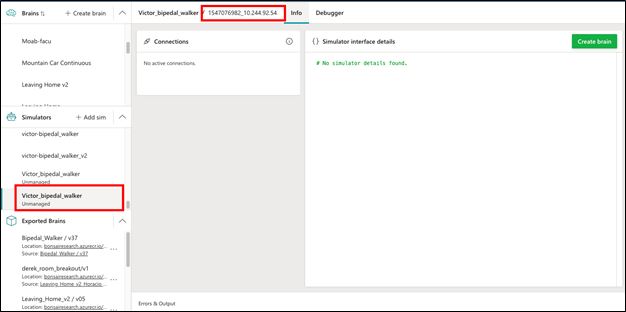 Brains
+ Create brain
Moab-facu
Mountain Car Continuous
Leaving Home v2
Simulators
+ Add sim
victor-bipedal_walker
victor-bipedal_walker_v2
Victor_bipedal_walker
Unmanaged
Victor_bipedal_walker
Unmanaged
Exported Brains
Bipedal_Walker / v37
Location: bonsairesearch.azurecr.io/...
Source: Bipedal_Walker / v37
derek_room_breakout/v1
Location: bonsairesearch.azurecr.io/...
Source: Leaving_Home_v2_Horacio ...
Leaving_Home_v2 / v05
Location: bonsairesearch.azurecr.io/...
Victor_bipedal_walker / 1547076982_10.244.92.54
Info
Debugger
Connections
No active connections.
{} Simulator interface details
Create brain
# No simulator details found.
Errors & Output